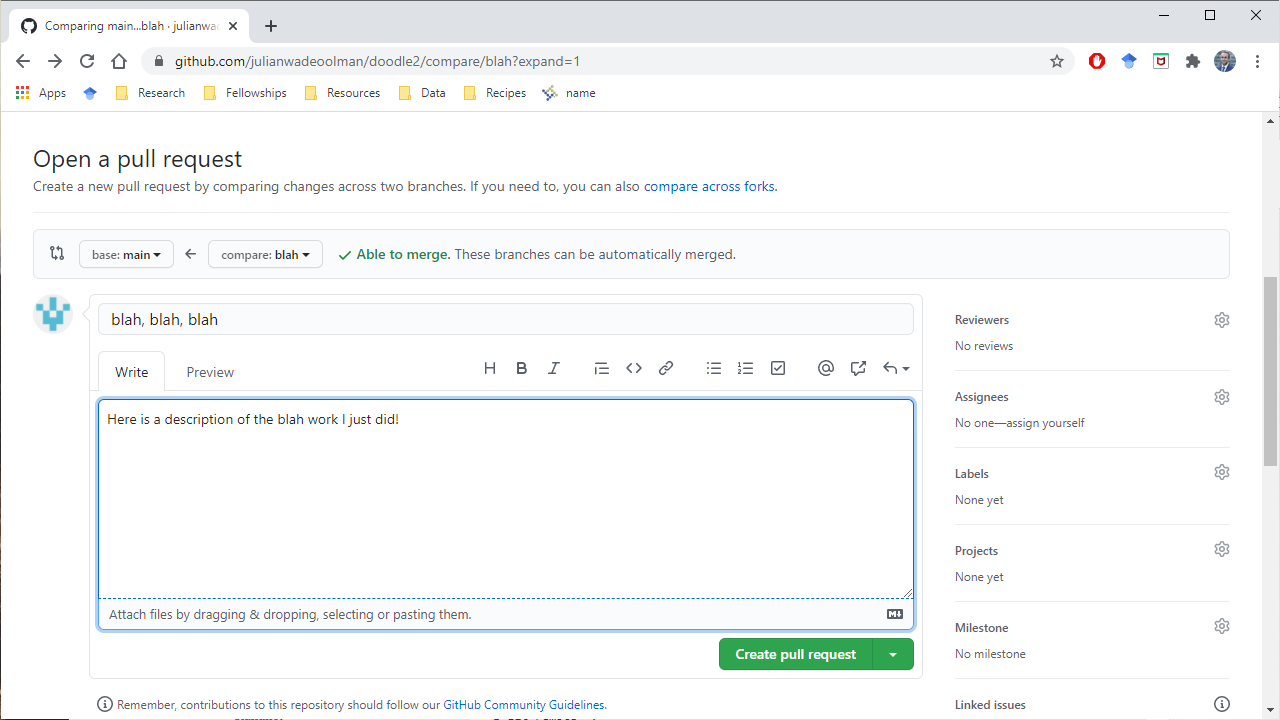 Comparing main...blah · julianwa
github.com/julianwadeoolman/doodle2/compare/blah?expand=1
Apps Research Fellowships Resources Data Recipes name
Open a pull request
Create a new pull request by comparing changes across two branches. If you need to, you can also compare across forks.
base: main compare: blah Able to merge. These branches can be automatically merged.
blah, blah, blah
Write Preview
Here is a description of the blah work I just did!
Attach files by dragging & dropping, selecting or pasting them.
Create pull request
Remember, contributions to this repository should follow our GitHub Community Guidelines.
Reviewers
No reviews
Assignees
No one—assign yourself
Labels
None yet
Projects
None yet
Milestone
No milestone
Linked issues